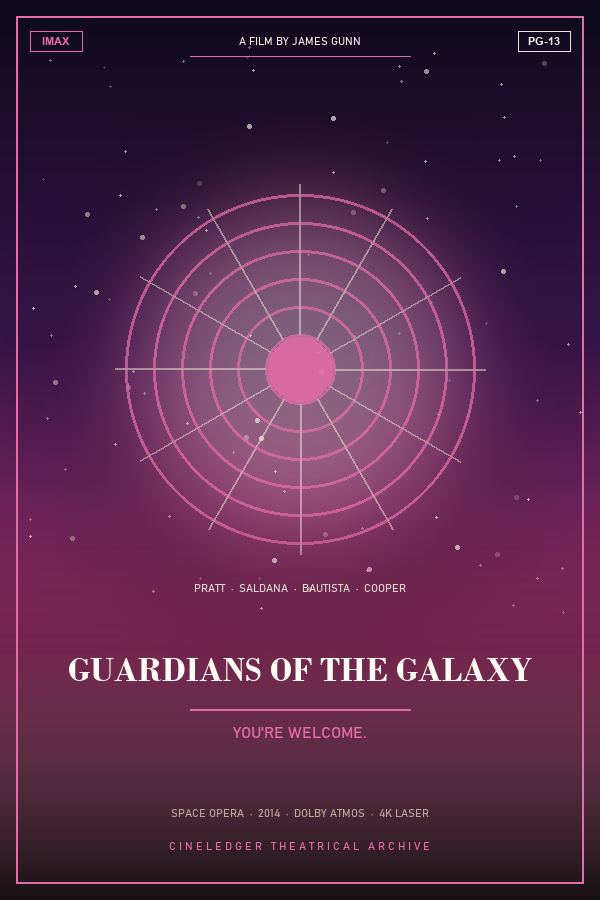 IMAX
A FILM BY JAMES GUNN
PG-13
PRATT · SALDANA · BAUTISTA · COOPER
GUARDIANS OF THE GALAXY
YOU'RE WELCOME.
SPACE OPERA · 2014 · DOLBY ATMOS · 4K LASER
CINELEDGER THEATRICAL ARCHIVE